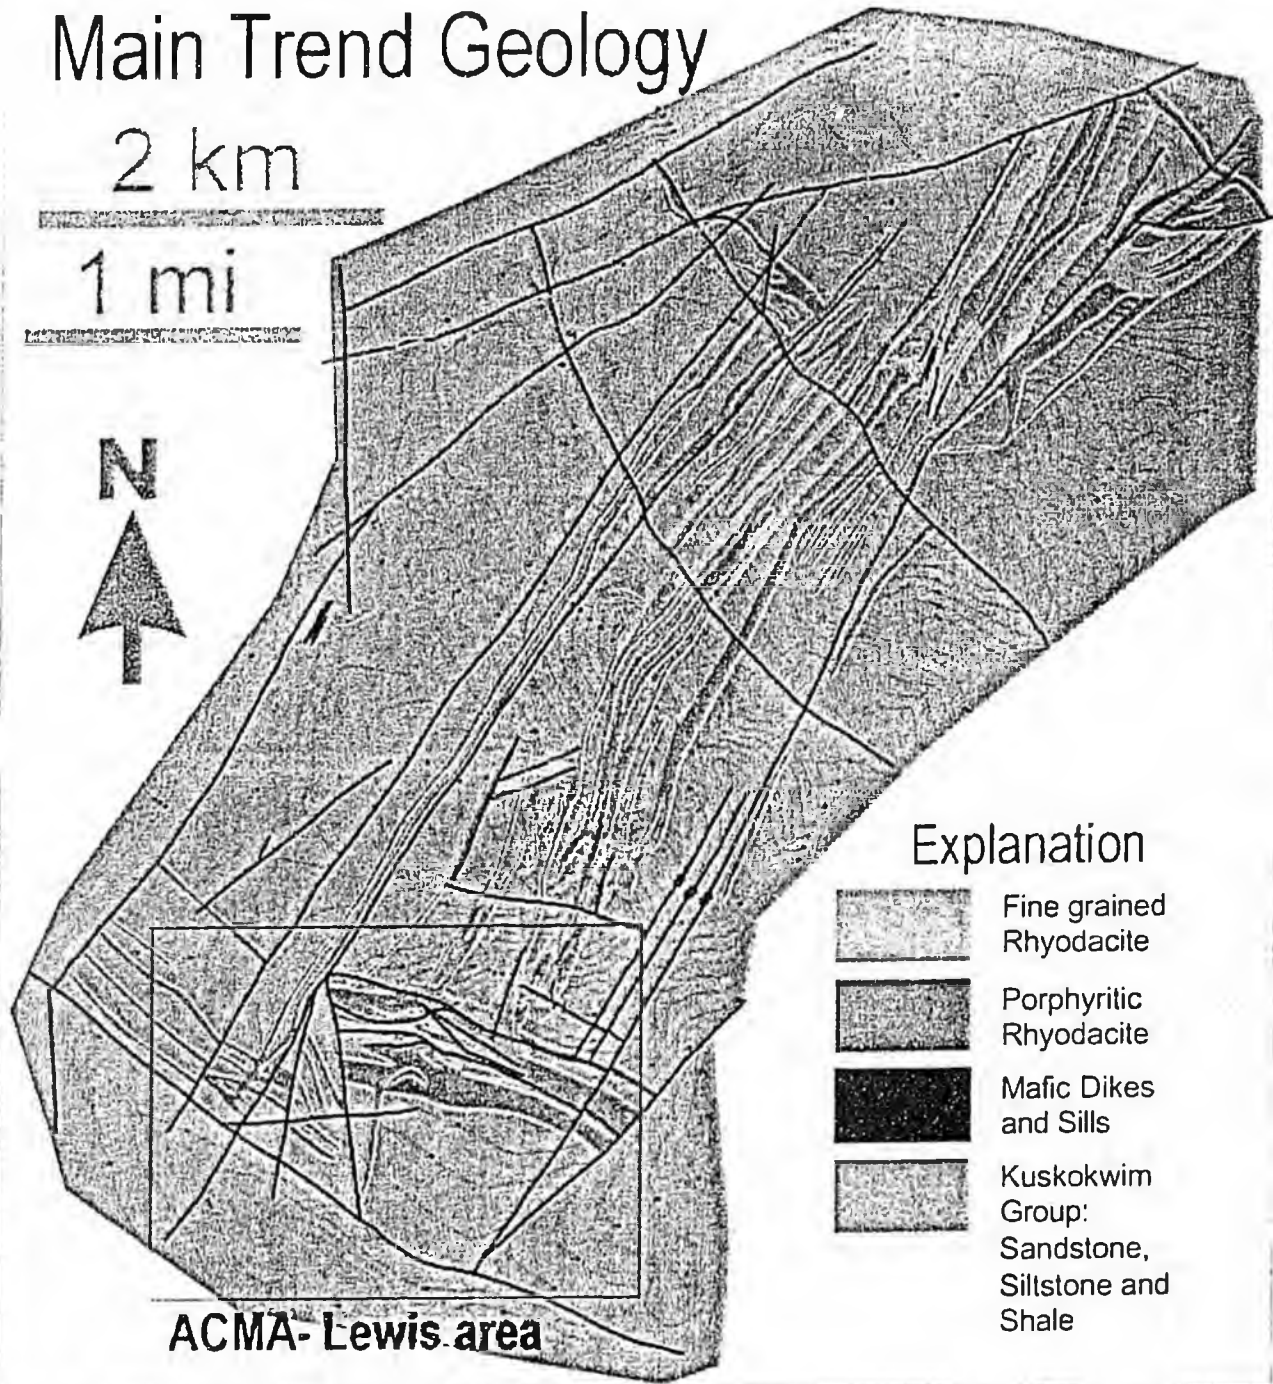 Main Trend Geology
2 km
1 mi
N
Explanation
Fine grained
Rhyodacite
Porphyritic
Rhyodacite
Mafic Dikes
and Sills
Kuskokwim
Group:
Sandstone,
Siltstone and
Shale
ACMA- Lewis area